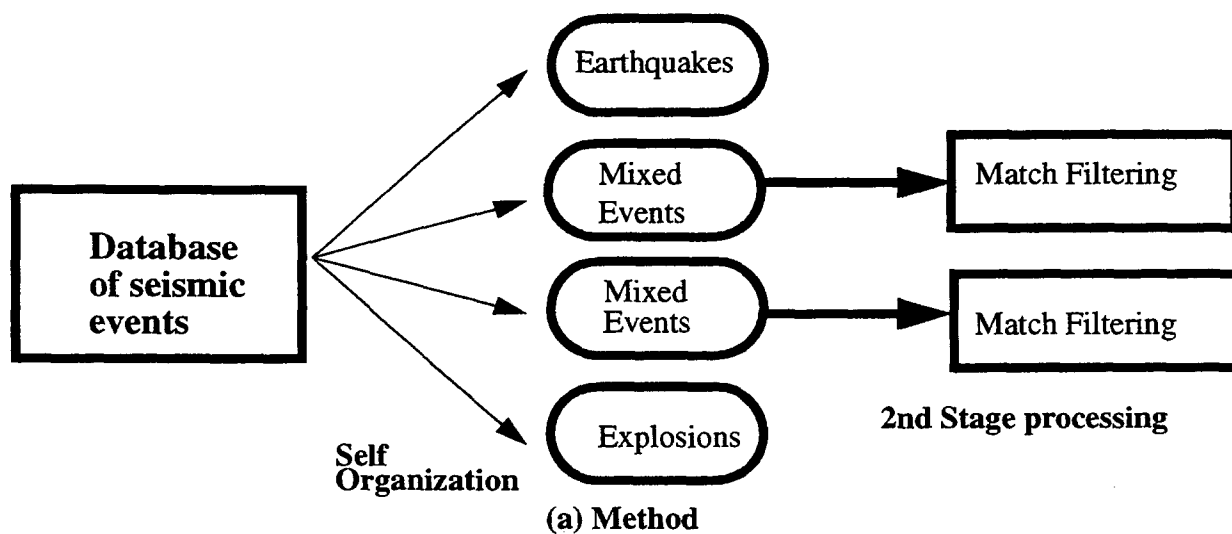 Earthquakes
Mixed
Events
Match Filtering
Database
of seismic
events
Mixed
Events
Match Filtering
Explosions
2nd Stage processing
Self
Organization
(a) Method